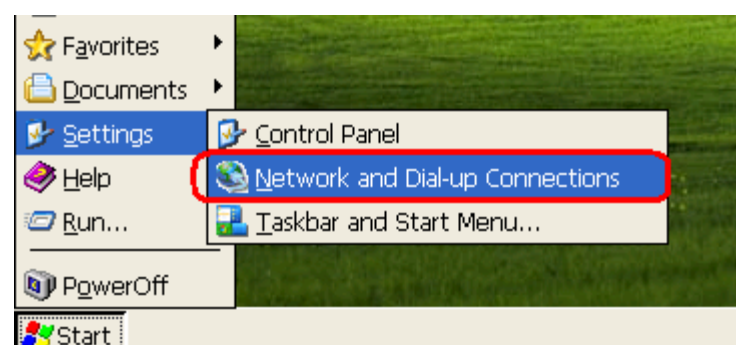 Favorites
Documents
Settings
Control Panel
Help
Network and Dial-up Connections
Run...
Taskbar and Start Menu...
PowerOff
Start